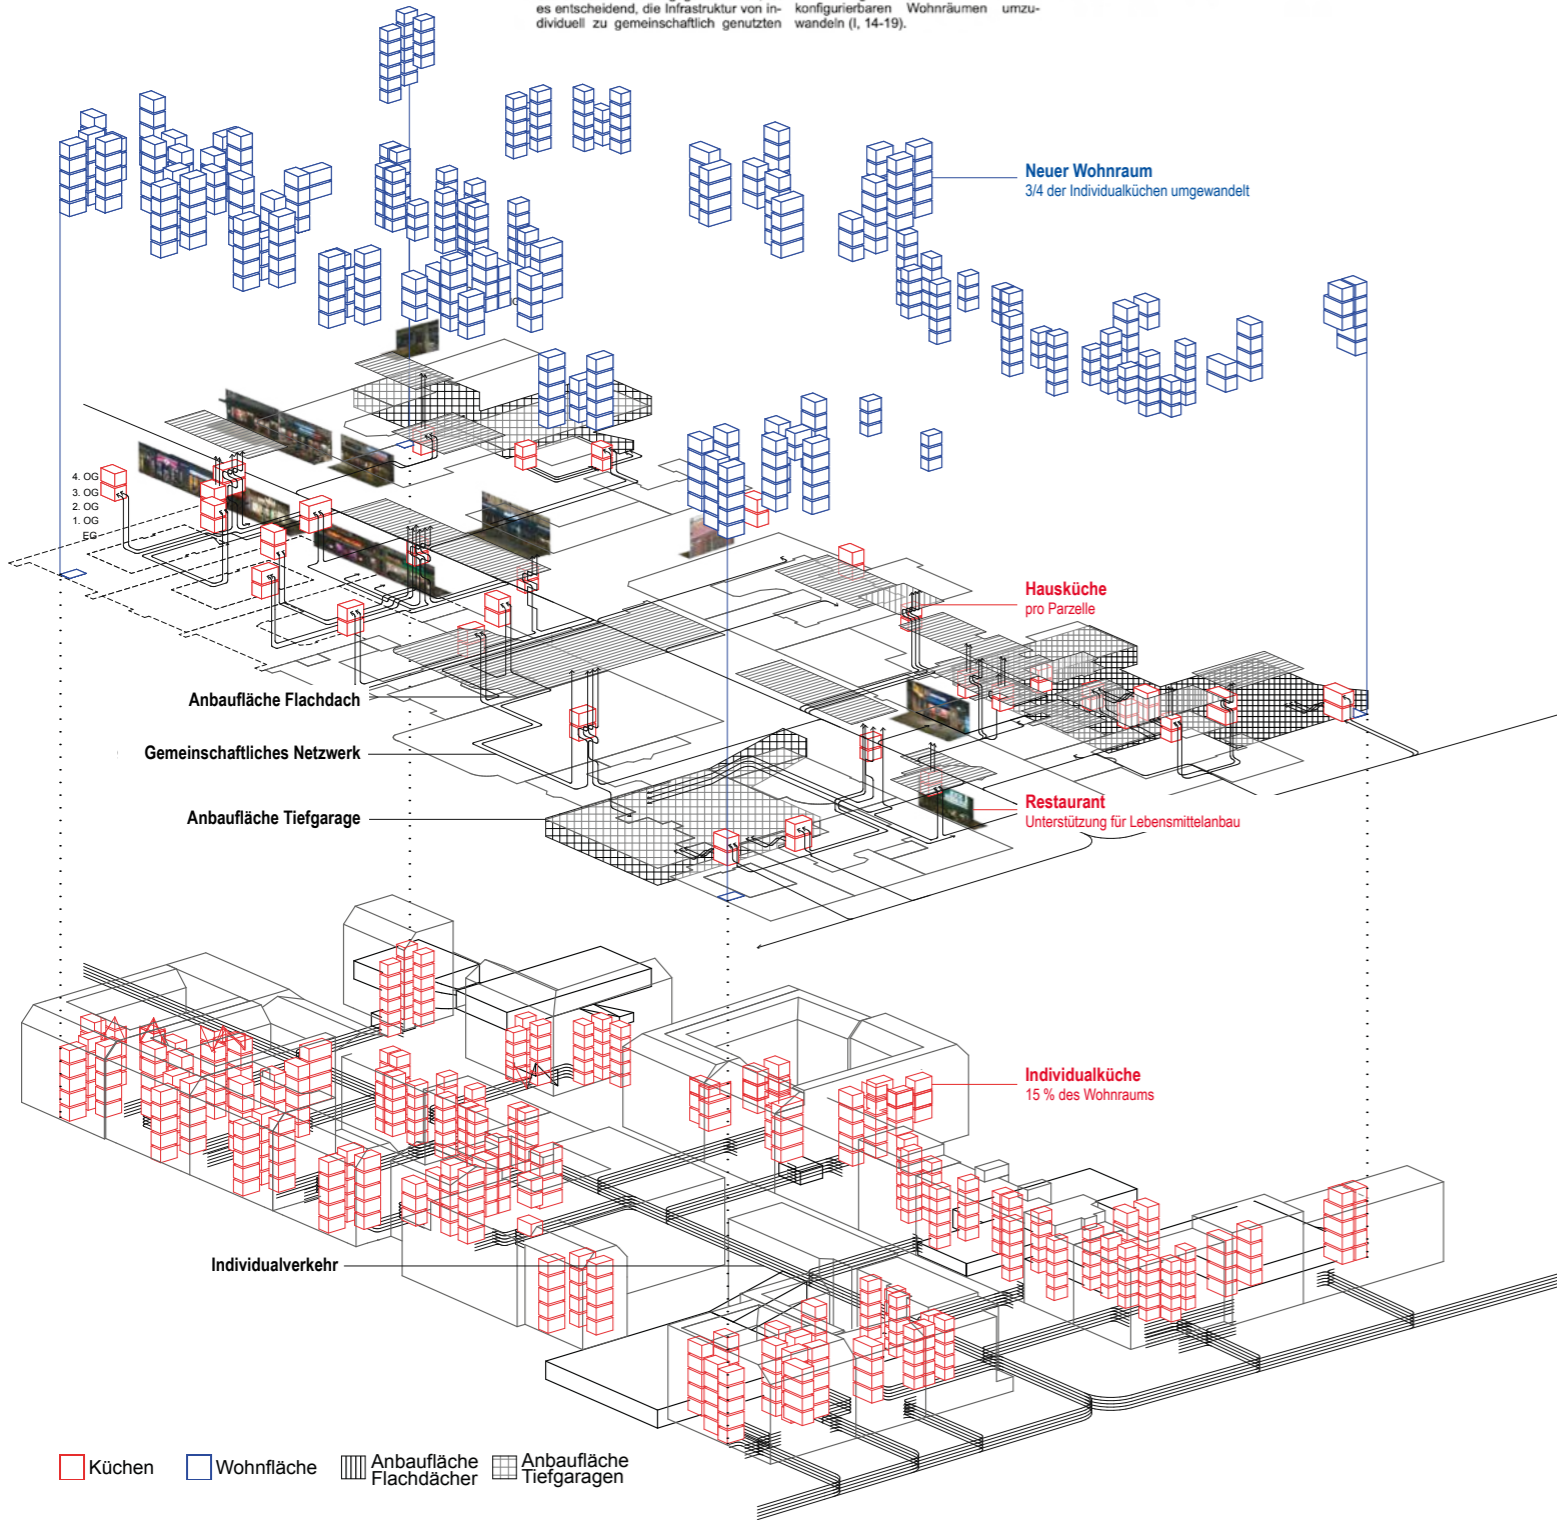 es entscheidend, die Infrastruktur von in-
dividuell zu gemeinschaftlich genutzten
konfigurierbaren Wohnräumen umzu-
wandeln (I, 14-19).
Neuer Wohnraum
3/4 der Individualküchen umgewandelt
4. OG
3. OG
2. OG
1. OG
EG
Hausküche
pro Parzelle
Anbaufläche Flachdach
Gemeinschaftliches Netzwerk
Anbaufläche Tiefgarage
Restaurant
Unterstützung für Lebensmittelanbau
Individualküche
15 % des Wohnraums
Individualverkehr
Küchen
Wohnfläche
Anbaufläche
Flachdächer
Anbaufläche
Tiefgaragen